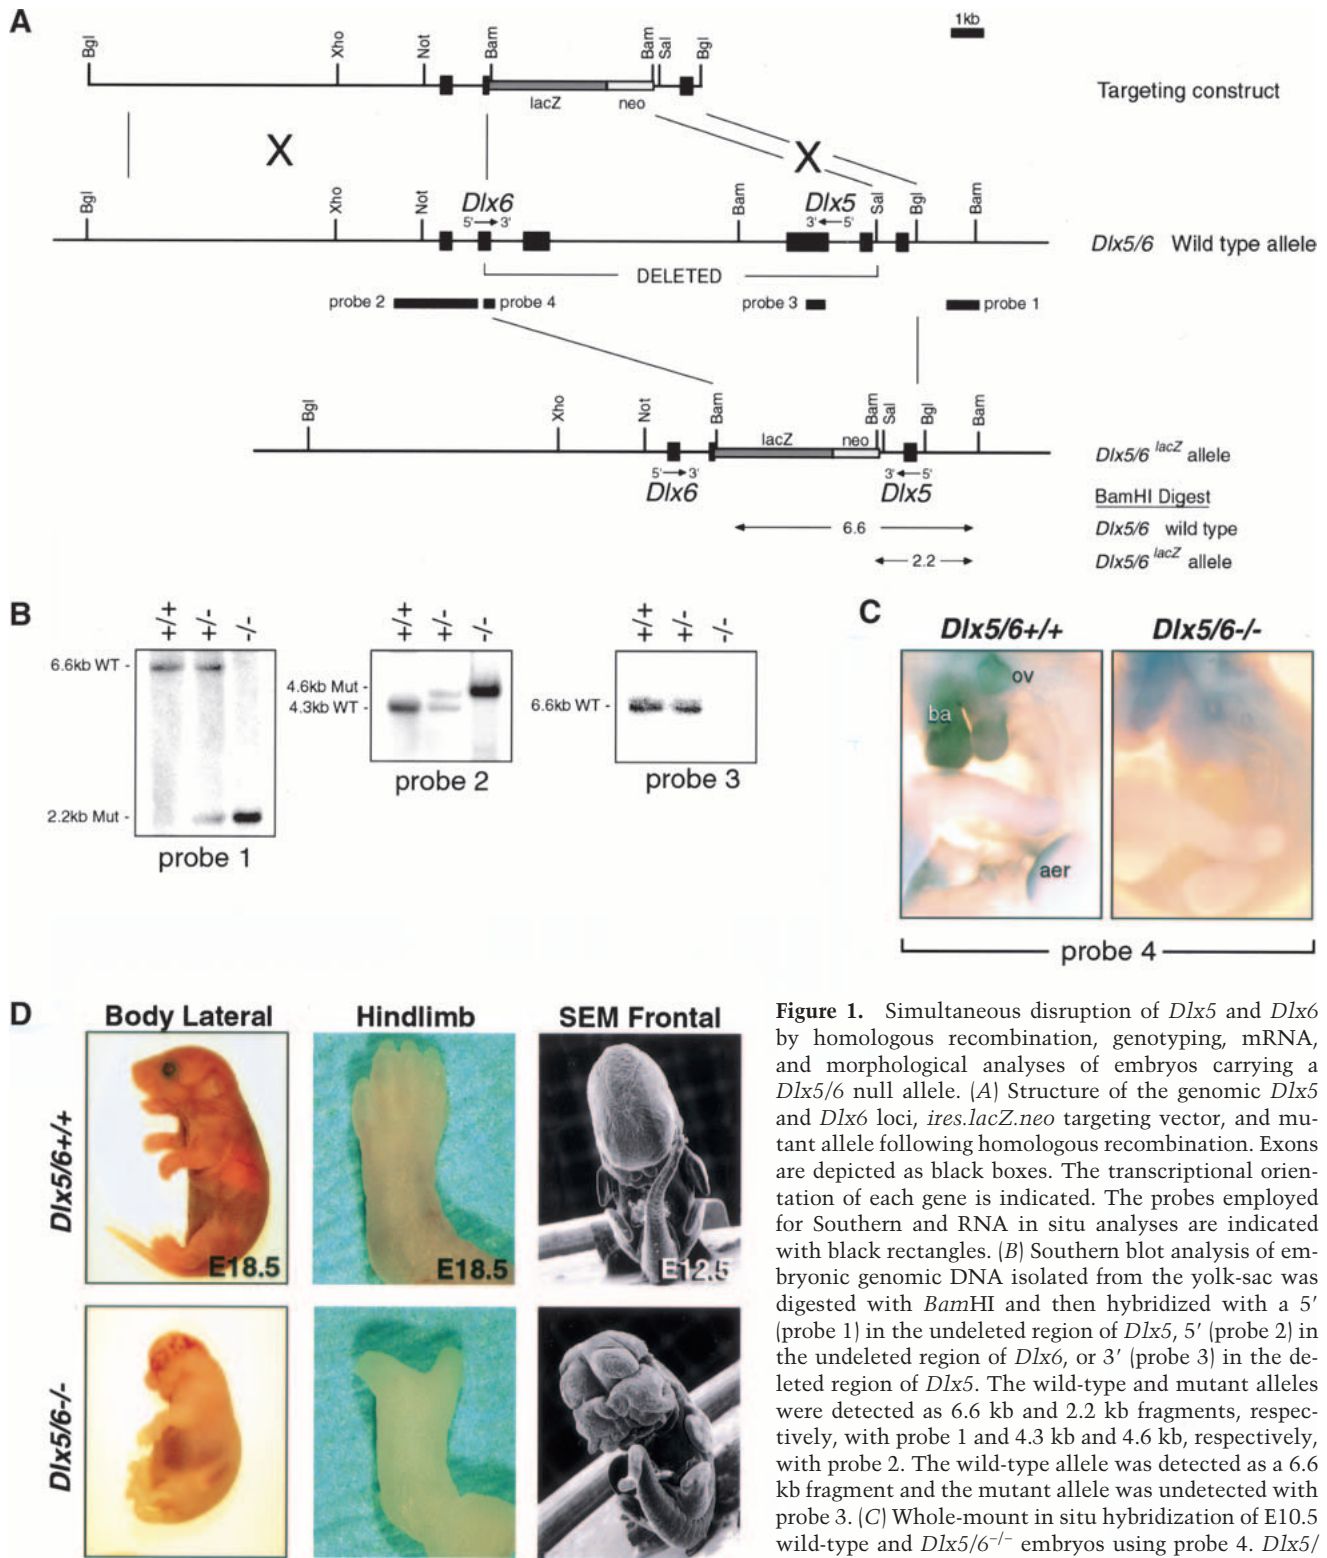 A
1kb
Bgl
Xho
Not
Bam
Bam
Sal
Bgl
lacZ
neo
Targeting construct
X
X
Bgl
Xho
Not
Dlx6
5' 3'
Bam
Dlx5
3' 5'
Sal
Bgl
Bam
Dlx5/6 Wild type allele
DELETED
probe 2
probe 4
probe 3
probe 1
Bgl
Xho
Not
Bam
lacZ
neo
Bam
Sal
Bgl
Bam
Dlx5/6 lacZ allele
5' 3'
Dlx6
3' 5'
Dlx5
BamHI Digest
6.6
Dlx5/6 wild type
2.2
Dlx5/6 lacZ allele
B
+/+
+/-
-/-
6.6kb WT -
2.2kb Mut -
probe 1
+/+
+/-
-/-
4.6kb Mut -
4.3kb WT -
probe 2
+/+
+/-
-/-
6.6kb WT -
probe 3
C
Dlx5/6+/+
Dlx5/6-/-
ov
ba
aer
probe 4
D
Body Lateral
Hindlimb
SEM Frontal
Dlx5/6+/+
E18.5
E18.5
E12.5
Dlx5/6-/-
Figure 1. Simultaneous disruption of Dlx5 and Dlx6
by homologous recombination, genotyping, mRNA,
and morphological analyses of embryos carrying a
Dlx5/6 null allele. (A) Structure of the genomic Dlx5
and Dlx6 loci, ires.lacZ.neo targeting vector, and mu-
tant allele following homologous recombination. Exons
are depicted as black boxes. The transcriptional orien-
tation of each gene is indicated. The probes employed
for Southern and RNA in situ analyses are indicated
with black rectangles. (B) Southern blot analysis of em-
bryonic genomic DNA isolated from the yolk-sac was
digested with BamHI and then hybridized with a 5′
(probe 1) in the undeleted region of Dlx5, 5′ (probe 2) in
the undeleted region of Dlx6, or 3′ (probe 3) in the de-
leted region of Dlx5. The wild-type and mutant alleles
were detected as 6.6 kb and 2.2 kb fragments, respec-
tively, with probe 1 and 4.3 kb and 4.6 kb, respectively,
with probe 2. The wild-type allele was detected as a 6.6
kb fragment and the mutant allele was undetected with
probe 3. (C) Whole-mount in situ hybridization of E10.5
wild-type and Dlx5/6−/− embryos using probe 4. Dlx5/